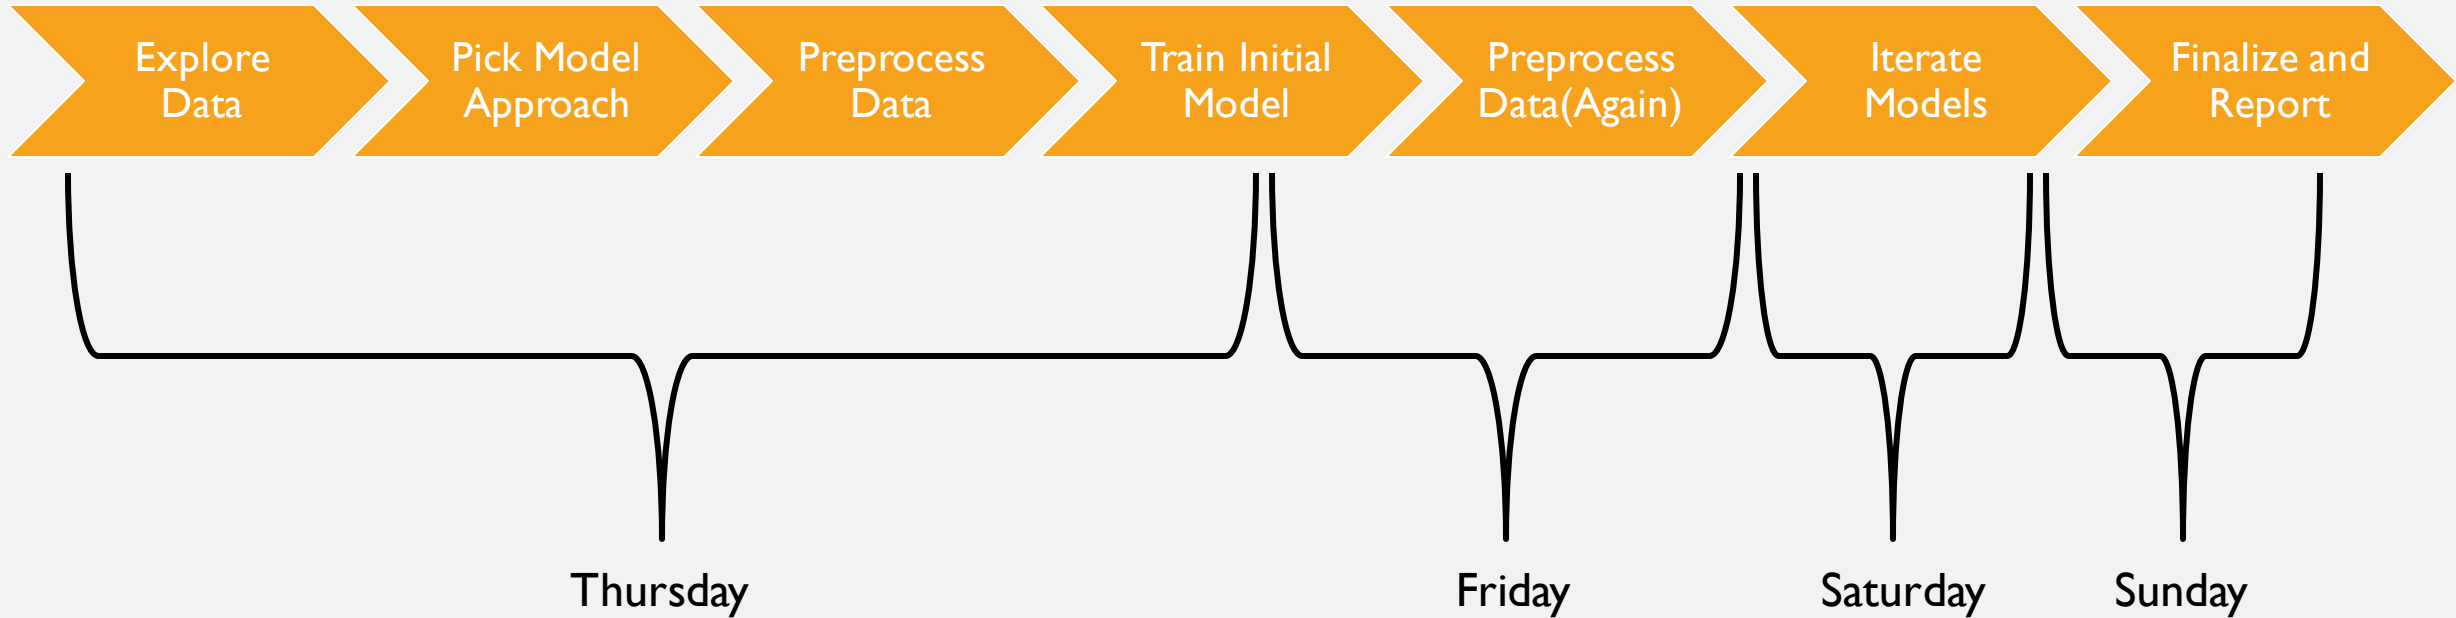 Explore
Data
Pick Model
Approach
Preprocess
Data
Train Initial
Model
Preprocess
Data(Again)
Iterate
Models
Finalize and
Report
Thursday
Friday
Saturday
Sunday